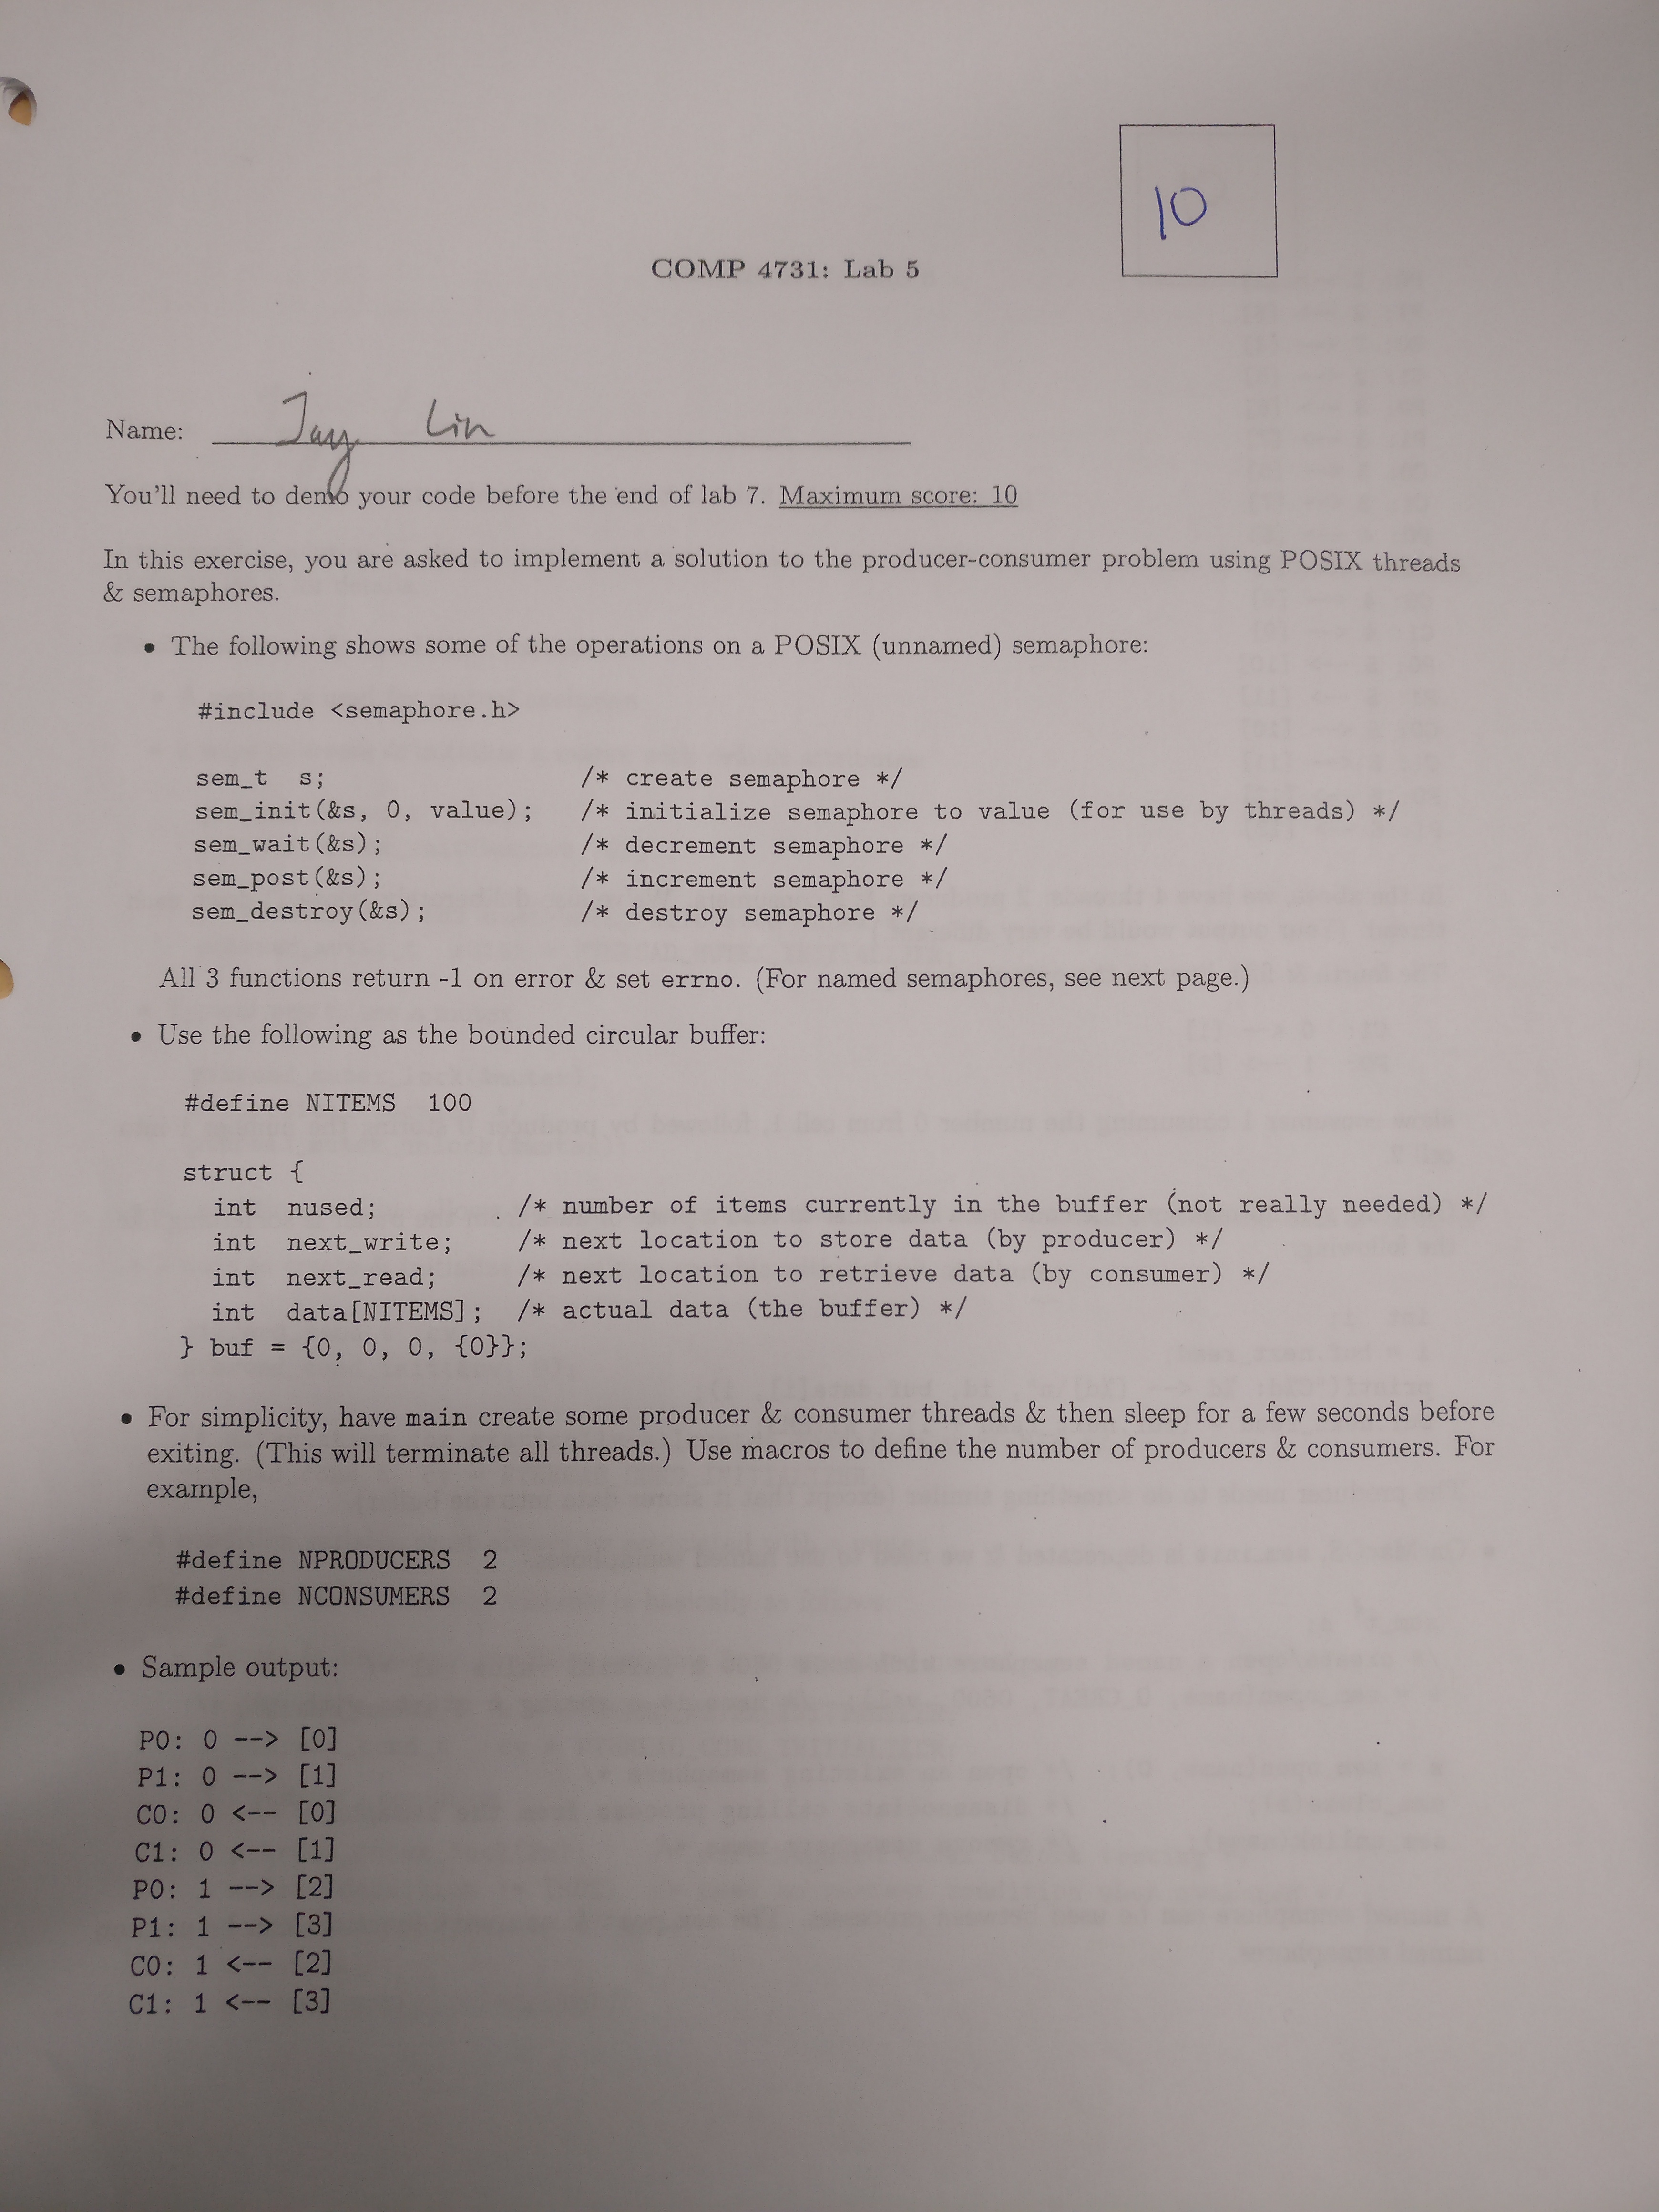 10
COMP 4731: Lab 5
Name: Jay Lin
You'll need to demo your code before the end of lab 7. Maximum score: 10
In this exercise, you are asked to implement a solution to the producer-consumer problem using POSIX threads
& semaphores.
• The following shows some of the operations on a POSIX (unnamed) semaphore:
#include <semaphore.h>
sem_t  s;                 /* create semaphore */
sem_init(&s, 0, value);   /* initialize semaphore to value (for use by threads) */
sem_wait(&s);             /* decrement semaphore */
sem_post(&s);             /* increment semaphore */
sem_destroy(&s);          /* destroy semaphore */
All 3 functions return -1 on error & set errno. (For named semaphores, see next page.)
• Use the following as the bounded circular buffer:
#define NITEMS  100
struct {
  int  nused;         /* number of items currently in the buffer (not really needed) */
  int  next_write;    /* next location to store data (by producer) */
  int  next_read;     /* next location to retrieve data (by consumer) */
  int  data[NITEMS];  /* actual data (the buffer) */
} buf = {0, 0, 0, {0}};
• For simplicity, have main create some producer & consumer threads & then sleep for a few seconds before
exiting. (This will terminate all threads.) Use macros to define the number of producers & consumers. For
example,
#define NPRODUCERS  2
#define NCONSUMERS  2
• Sample output:
P0: 0 --> [0]
P1: 0 --> [1]
C0: 0 <-- [0]
C1: 0 <-- [1]
P0: 1 --> [2]
P1: 1 --> [3]
C0: 1 <-- [2]
C1: 1 <-- [3]